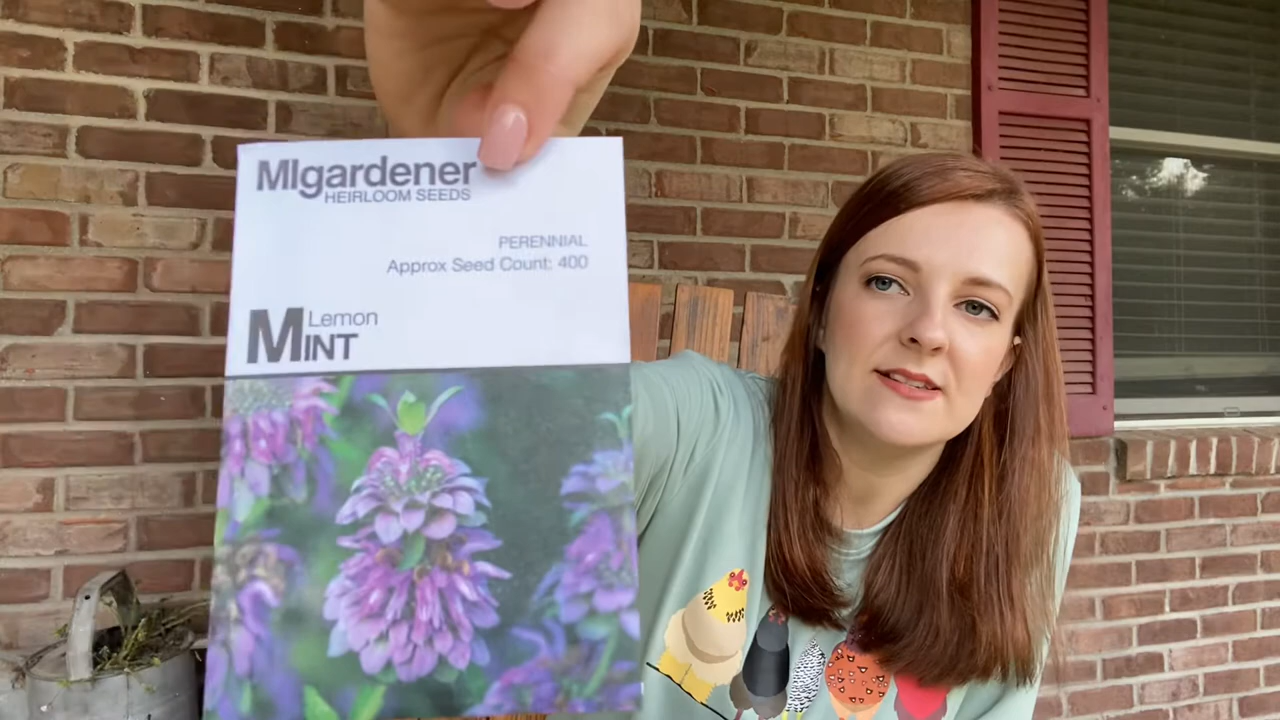 MIgardener
HEIRLOOM SEEDS
PERENNIAL
Approx Seed Count: 400
Lemon
MINT